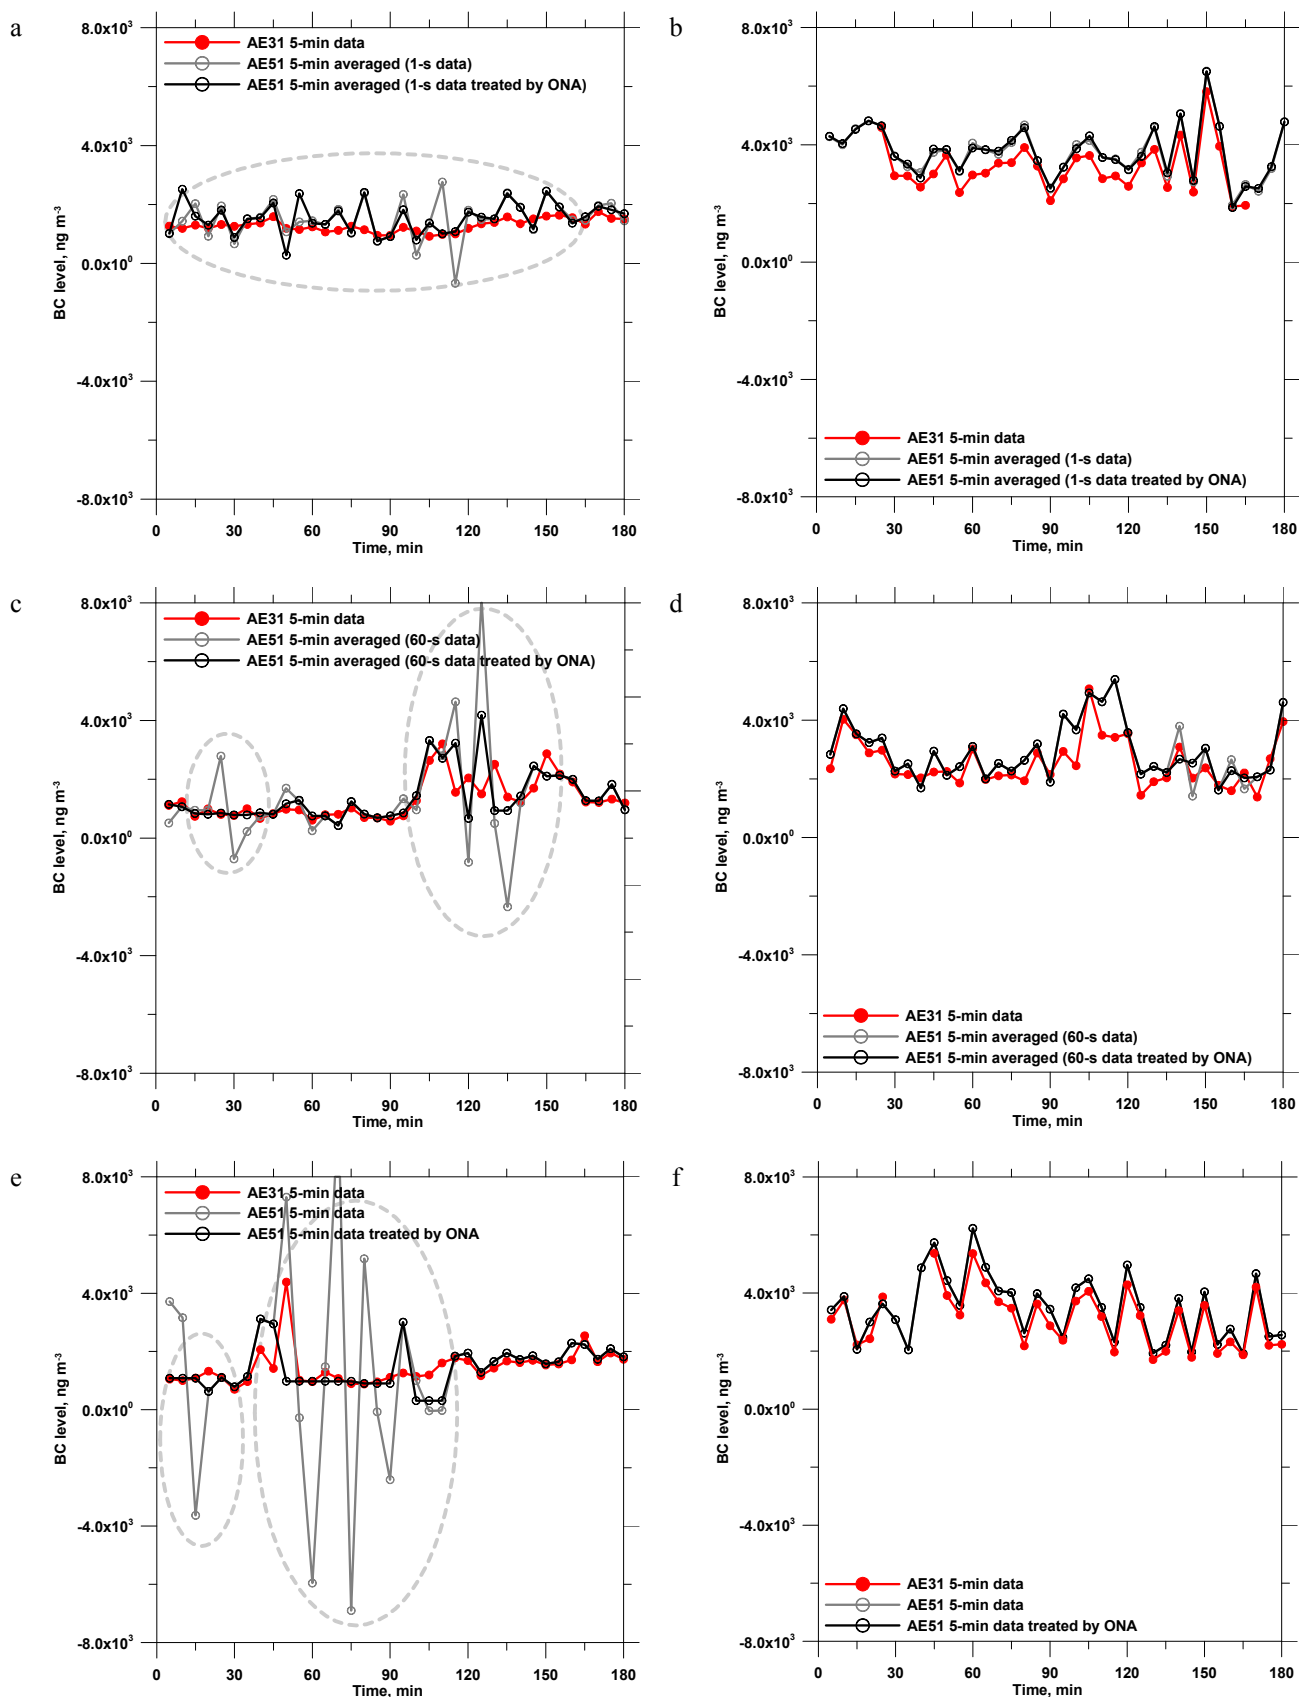 a
8.0x10³
4.0x10³
0.0x10⁰
-4.0x10³
-8.0x10³
BC level, ng m⁻³
AE31 5-min data
AE51 5-min averaged (1-s data)
AE51 5-min averaged (1-s data treated by ONA)
0 30 60 90 120 150 180
Time, min
b
8.0x10³
4.0x10³
0.0x10⁰
-4.0x10³
-8.0x10³
BC level, ng m⁻³
AE31 5-min data
AE51 5-min averaged (1-s data)
AE51 5-min averaged (1-s data treated by ONA)
0 30 60 90 120 150 180
Time, min
c
8.0x10³
4.0x10³
0.0x10⁰
-4.0x10³
-8.0x10³
BC level, ng m⁻³
AE31 5-min data
AE51 5-min averaged (60-s data)
AE51 5-min averaged (60-s data treated by ONA)
0 30 60 90 120 150 180
Time, min
d
8.0x10³
4.0x10³
0.0x10⁰
-4.0x10³
-8.0x10³
BC level, ng m⁻³
AE31 5-min data
AE51 5-min averaged (60-s data)
AE51 5-min averaged (60-s data treated by ONA)
0 30 60 90 120 150 180
Time, min
e
8.0x10³
4.0x10³
0.0x10⁰
-4.0x10³
-8.0x10³
BC level, ng m⁻³
AE31 5-min data
AE51 5-min data
AE51 5-min data treated by ONA
0 30 60 90 120 150 180
Time, min
f
8.0x10³
4.0x10³
0.0x10⁰
-4.0x10³
-8.0x10³
BC level, ng m⁻³
AE31 5-min data
AE51 5-min data
AE51 5-min data treated by ONA
0 30 60 90 120 150 180
Time, min